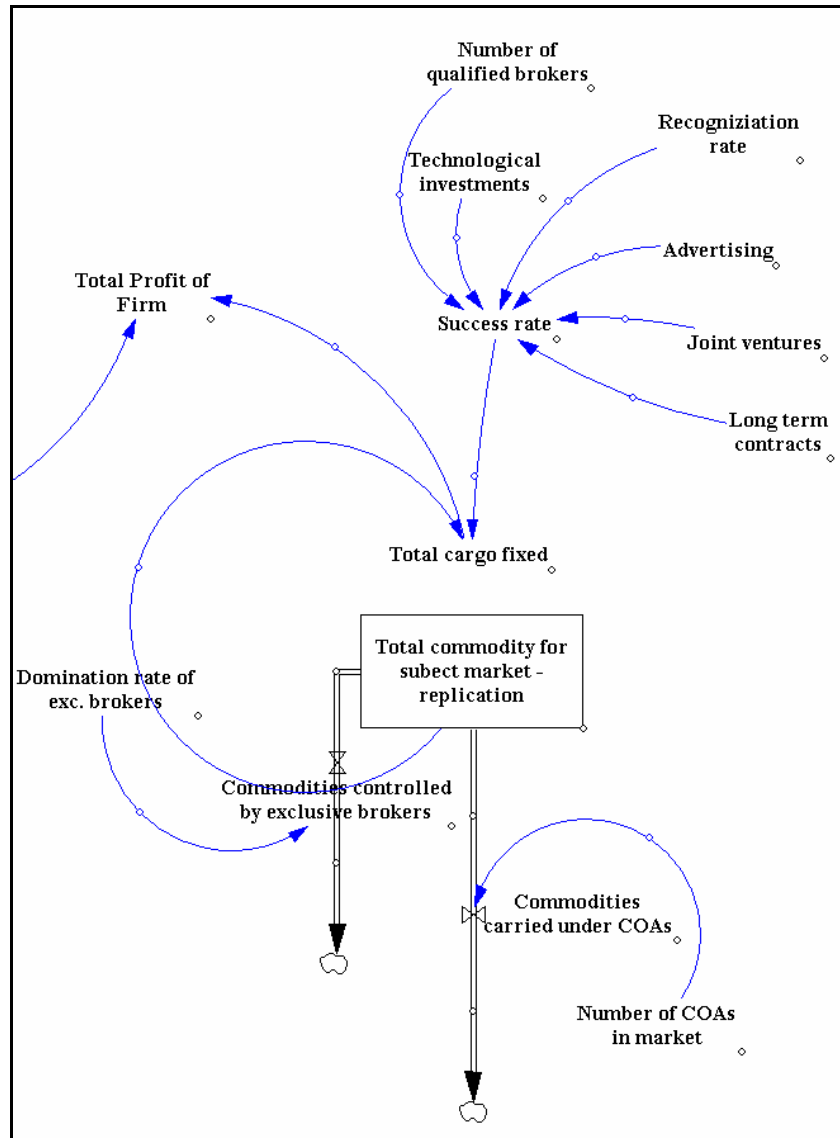 Number of
qualified brokers
Recogniziation
rate
Technological
investments
Advertising
Total Profit of
Firm
Success rate
Joint ventures
Long term
contracts
Total cargo fixed
Total commodity for
subect market -
replication
Domination rate of
exc. brokers
Commodities controlled
by exclusive brokers
Commodities
carried under COAs
Number of COAs
in market